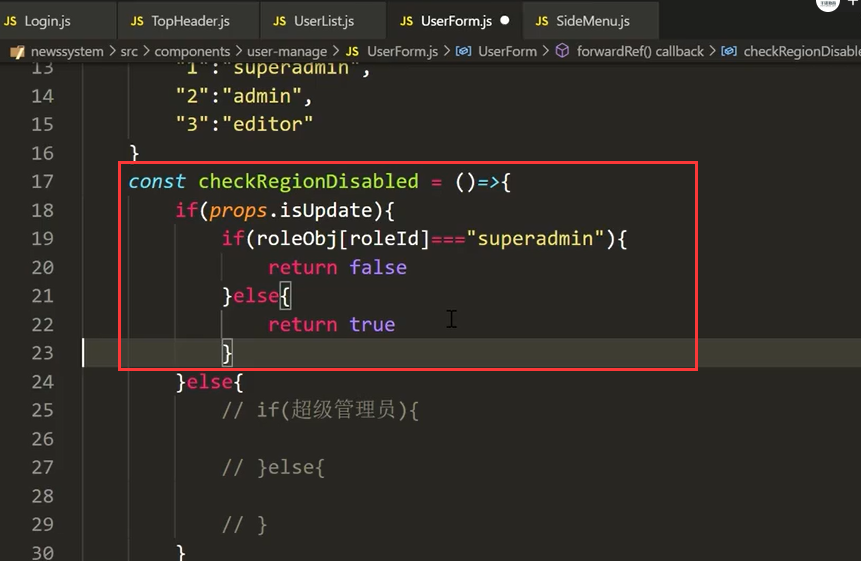 JS Login.js JS TopHeader.js JS UserList.js JS UserForm.js ● JS SideMenu.js
newssystem > src > components > user-manage > JS UserForm.js > UserForm > forwardRef() callback > checkRegionDisable
13 "1":"superadmin",
14 "2":"admin",
15 "3":"editor"
16 }
17 const checkRegionDisabled = ()=>{
18 if(props.isUpdate){
19 if(roleObj[roleId]==="superadmin"){
20 return false
21 }else{
22 return true
23 }
24 }else{
25 // if(超级管理员){
26
27 // }else{
28
29 // }
30 }